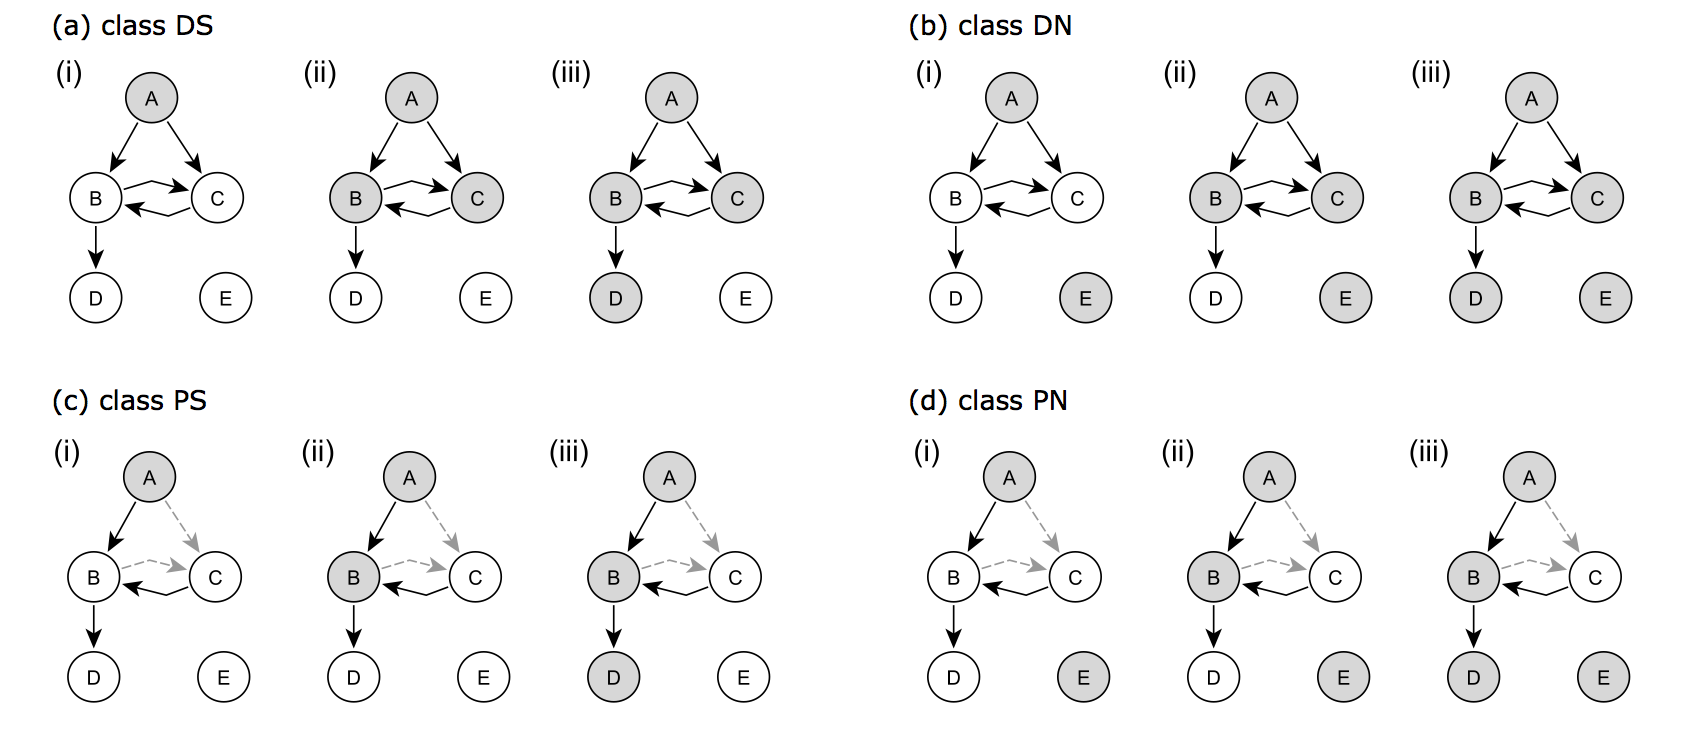 (a) class DS
(b) class DN
(i) (ii) (iii) (i) (ii) (iii)
A A A A A A
B C B C B C B C B C B C
D E D E D E D E D E D E
(c) class PS
(d) class PN
(i) (ii) (iii) (i) (ii) (iii)
A A A A A A
B C B C B C B C B C B C
D E D E D E D E D E D E